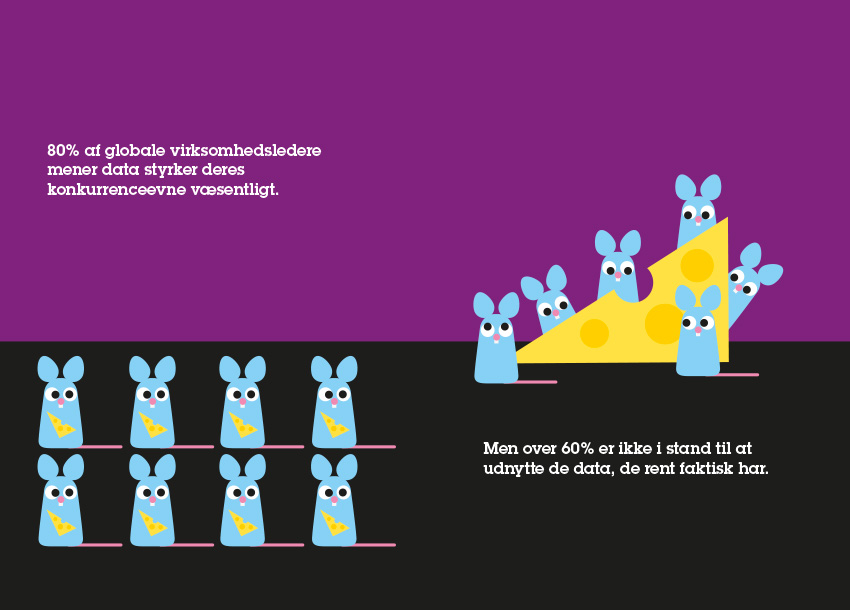 80% af globale virksomhedsledere
mener data styrker deres
konkurrenceevne væsentligt.
Men over 60% er ikke i stand til at
udnytte de data, de rent faktisk har.